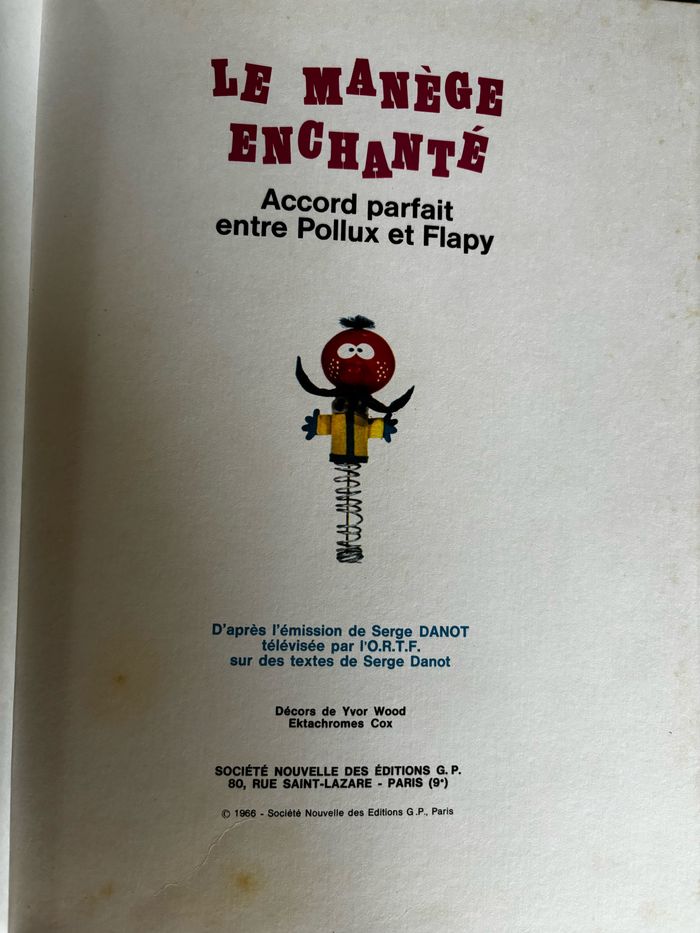 LE MANÈGE
ENCHANTÉ
Accord parfait
entre Pollux et Flapy
D'après l'émission de Serge DANOT
télévisée par l'O.R.T.F.
sur des textes de Serge Danot
Décors de Yvor Wood
Ektachromes Cox
SOCIÉTÉ NOUVELLE DES ÉDITIONS G. P.
80, RUE SAINT-LAZARE - PARIS (9e)
© 1966 - Société Nouvelle des Editions G.P., Paris